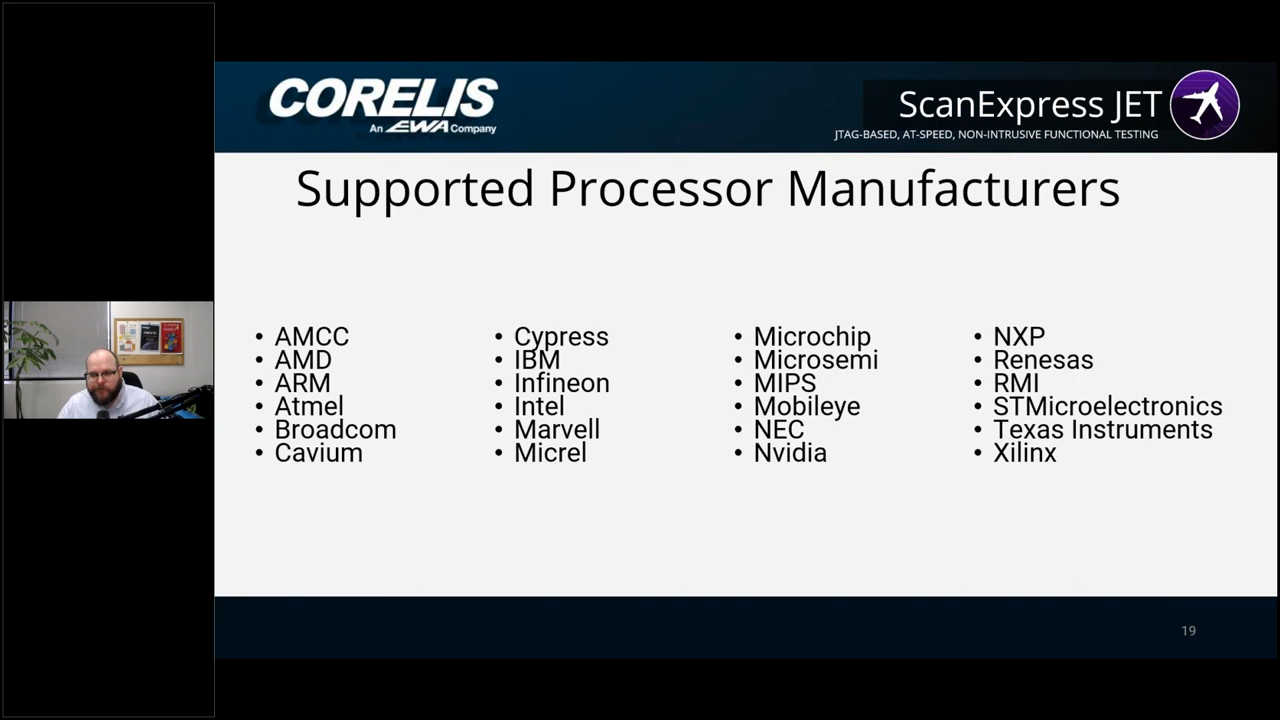 CORELIS
An EWA Company
ScanExpress JET
JTAG-BASED, AT-SPEED, NON-INTRUSIVE FUNCTIONAL TESTING
Supported Processor Manufacturers
• AMCC
• AMD
• ARM
• Atmel
• Broadcom
• Cavium
• Cypress
• IBM
• Infineon
• Intel
• Marvell
• Micrel
• Microchip
• Microsemi
• MIPS
• Mobileye
• NEC
• Nvidia
• NXP
• Renesas
• RMI
• STMicroelectronics
• Texas Instruments
• Xilinx
19